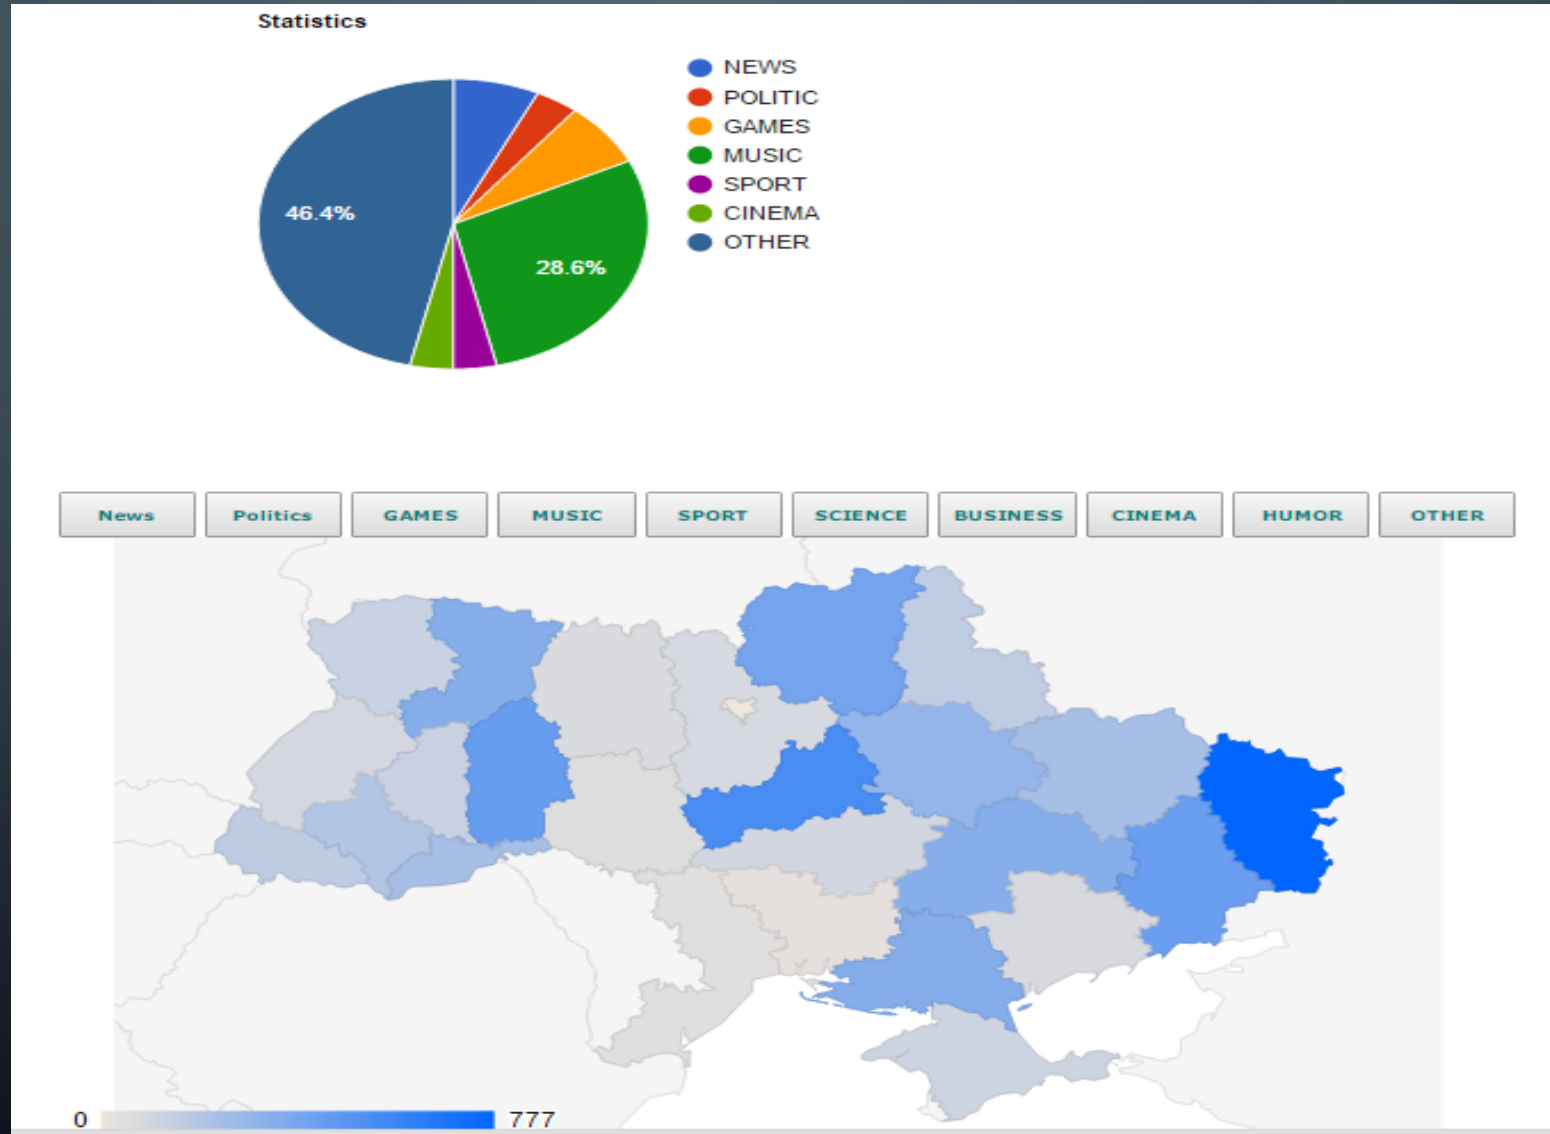 Statistics
NEWS
POLITIC
GAMES
MUSIC
SPORT
CINEMA
OTHER
46.4%
28.6%
News Politics GAMES MUSIC SPORT SCIENCE BUSINESS CINEMA HUMOR OTHER
0 777